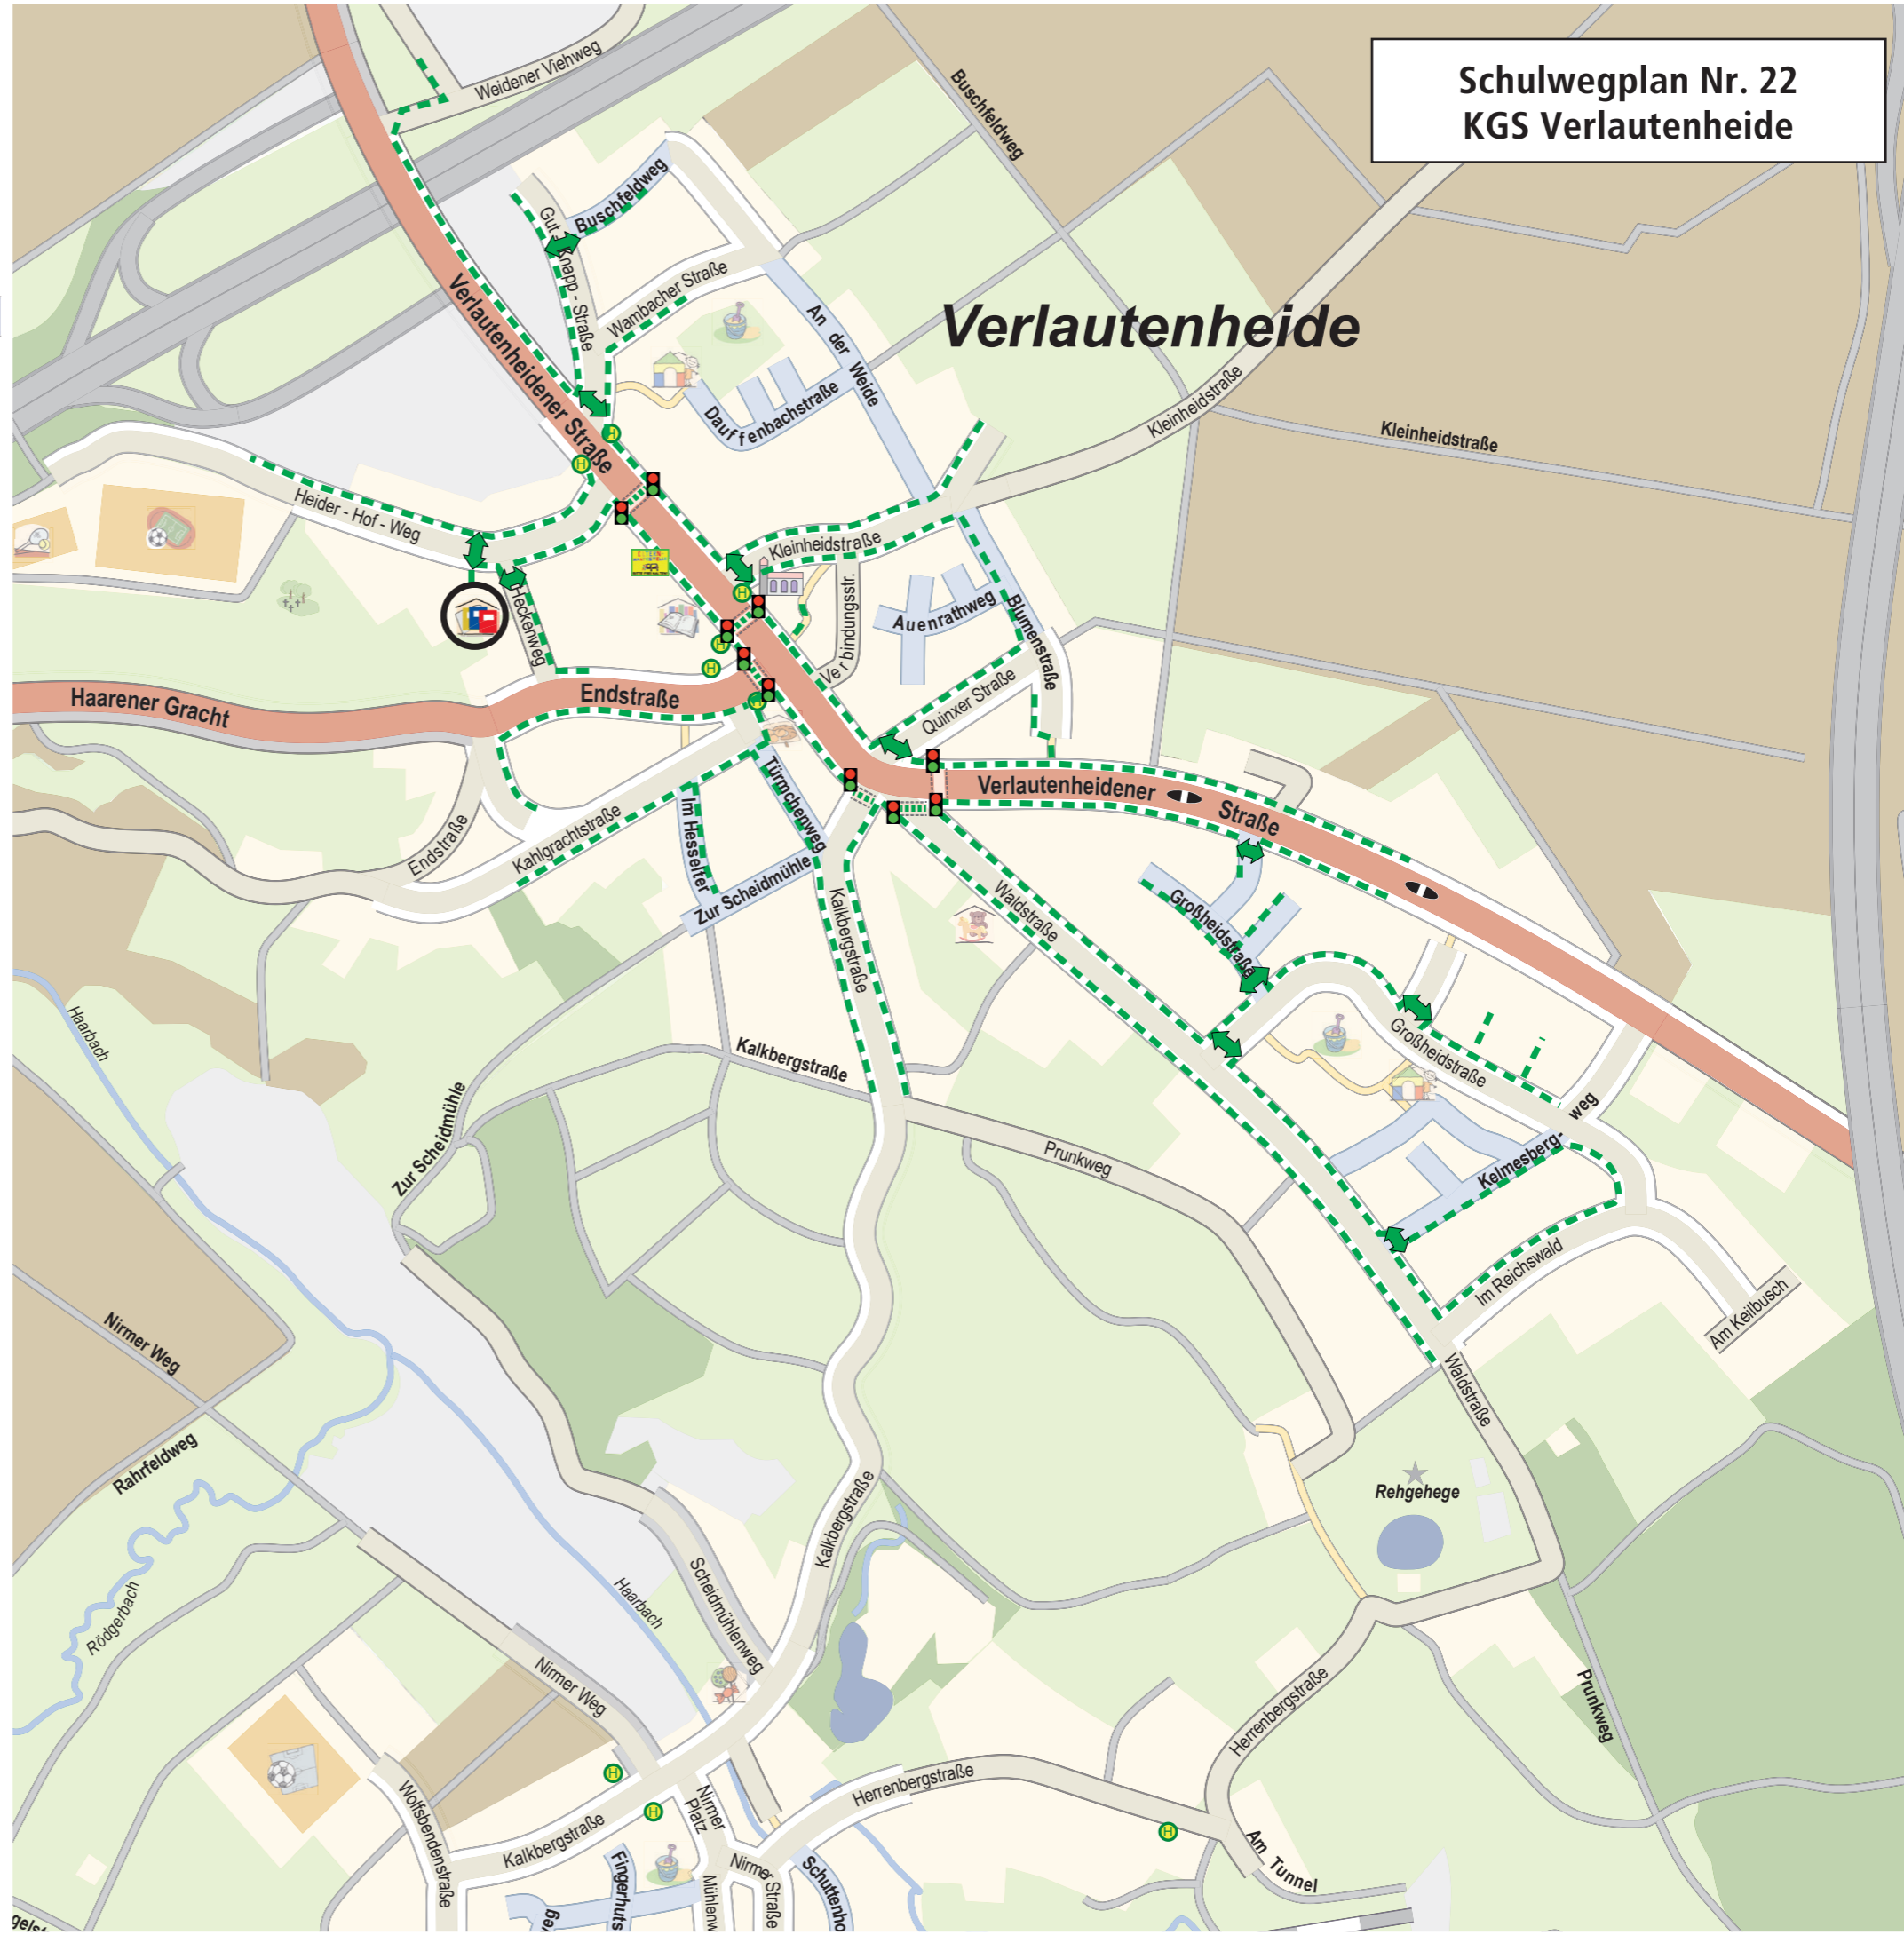 Schulwegplan Nr. 22
KGS Verlautenheide
Weidener Viehweg
Buschfeldweg
Buschfeldweg
Gut - Knapp - Straße
Wambacher Straße
Verlautenheidener Straße
An der Weide
Verlautenheide
Dauffenbachstraße
Kleinheidstraße
Kleinheidstraße
Heider - Hof - Weg
Kleinheidstraße
Heckenweg
Verbindungsstr.
Auenrathweg
Blumenstraße
Haarener Gracht
Endstraße
Quinxer Straße
Verlautenheidener
Straße
Türmchenweg
Im Hesselter
Endstraße
Kahlgrachtstraße
Zur Scheidmühle
Kalkbergstraße
Waldstraße
Großheidstraße
Haarbach
Großheidstraße
Kalkbergstraße
Zur Scheidmühle
Prunkweg
Kelmesberg-
weg
Im Reichswald
Am Keilbusch
Nirmer Weg
Waldstraße
Rahrfeldweg
Rehgehege
Kalkbergstraße
Rödgerbach
Haarbach
Scheidmühlenweg
Nirmer Weg
Herrenbergstraße
Prunkweg
Herrenbergstraße
Wolfsbendenstraße
Kalkbergstraße
Nirmer
Platz
Fingerhuts
Mühlenw
Nirmer Straße
Schuttenho
Am Tunnel
weg
gelst
H
H
H
H
H
H
H
H
H